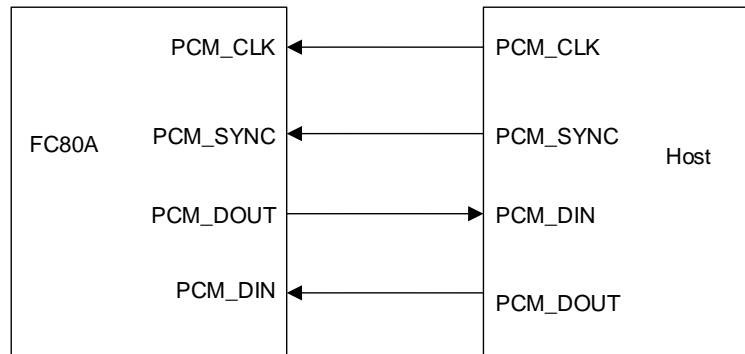 PCM_CLK PCM_CLK
FC80A PCM_SYNC PCM_SYNC Host
PCM_DOUT PCM_DIN
PCM_DIN PCM_DOUT